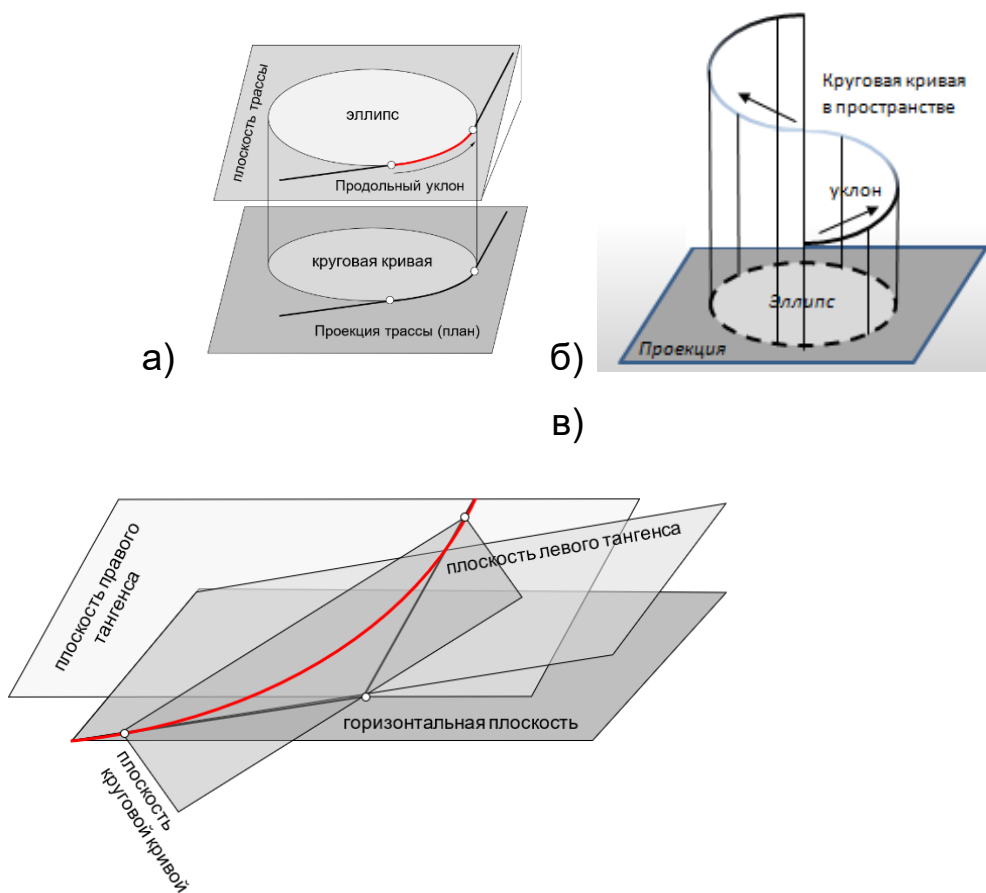 плоскость трассы
эллипс
Продольный уклон
круговая кривая
Проекция трассы (план)
а)
Круговая кривая
в пространстве
уклон
Эллипс
Проекция
б)
в)
плоскость правого
тангенса
плоскость левого тангенса
горизонтальная плоскость
плоскость
круговой кривой